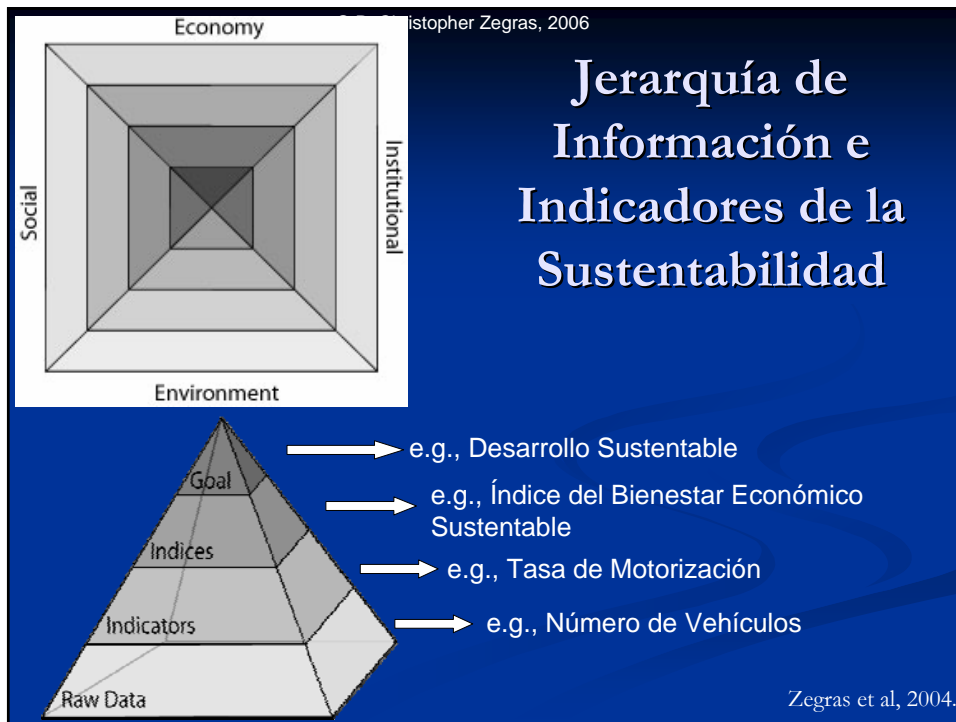 Christopher Zegras, 2006
Economy
Social
Institutional
Environment
Jerarquía de
Información e
Indicadores de la
Sustentabilidad
Goal
Indices
Indicators
Raw Data
e.g., Desarrollo Sustentable
e.g., Índice del Bienestar Económico
Sustentable
e.g., Tasa de Motorización
e.g., Número de Vehículos
Zegras et al, 2004.